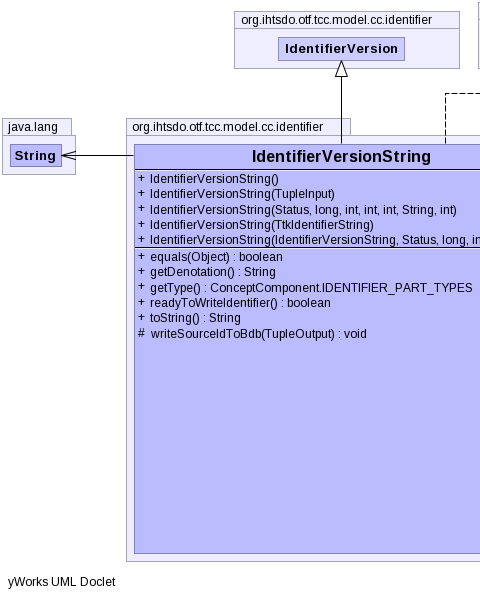 org.ihtsdo.otf.tcc.model.cc.identifier
IdentifierVersion
java.lang
String
org.ihtsdo.otf.tcc.model.cc.identifier
IdentifierVersionString
+ IdentifierVersionString()
+ IdentifierVersionString(TupleInput)
+ IdentifierVersionString(Status, long, int, int, int, String, int)
+ IdentifierVersionString(TtkIdentifierString)
+ IdentifierVersionString(IdentifierVersionString, Status, long, in
+ equals(Object) : boolean
+ getDenotation() : String
+ getType() : ConceptComponent.IDENTIFIER_PART_TYPES
+ readyToWriteIdentifier() : boolean
+ toString() : String
# writeSourceIdToBdb(TupleOutput) : void
yWorks UML Doclet